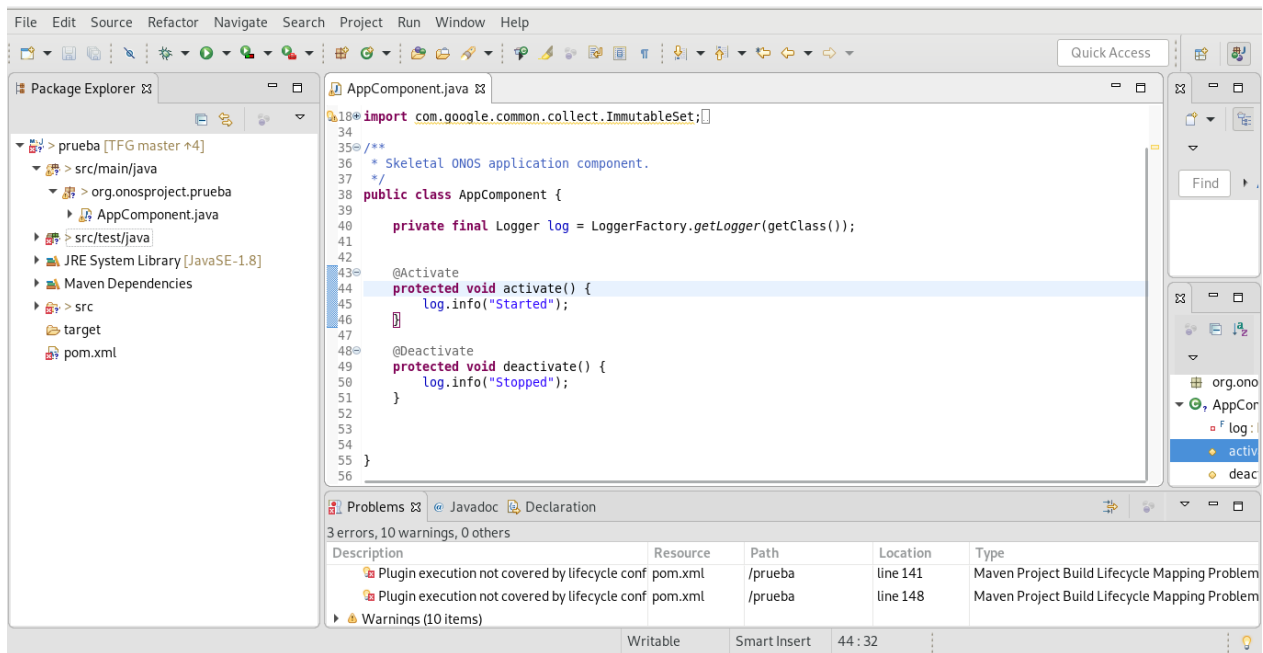 File Edit Source Refactor Navigate Search Project Run Window Help
Quick Access
Package Explorer
> prueba [TFG master ↑4]
> src/main/java
> org.onosproject.prueba
AppComponent.java
> src/test/java
JRE System Library [JavaSE-1.8]
Maven Dependencies
> src
target
pom.xml
AppComponent.java
18 import com.google.common.collect.ImmutableSet;
34
35 /**
36 * Skeletal ONOS application component.
37 */
38 public class AppComponent {
39
40 private final Logger log = LoggerFactory.getLogger(getClass());
41
42
43 @Activate
44 protected void activate() {
45 log.info("Started");
46 }
47
48 @Deactivate
49 protected void deactivate() {
50 log.info("Stopped");
51 }
52
53
54
55 }
56
Find
org.ono
AppCor
F log :
activ
deac
Problems @ Javadoc Declaration
3 errors, 10 warnings, 0 others
Description Resource Path Location Type
Plugin execution not covered by lifecycle conf pom.xml /prueba line 141 Maven Project Build Lifecycle Mapping Problem
Plugin execution not covered by lifecycle conf pom.xml /prueba line 148 Maven Project Build Lifecycle Mapping Problem
Warnings (10 items)
Writable Smart Insert 44 : 32